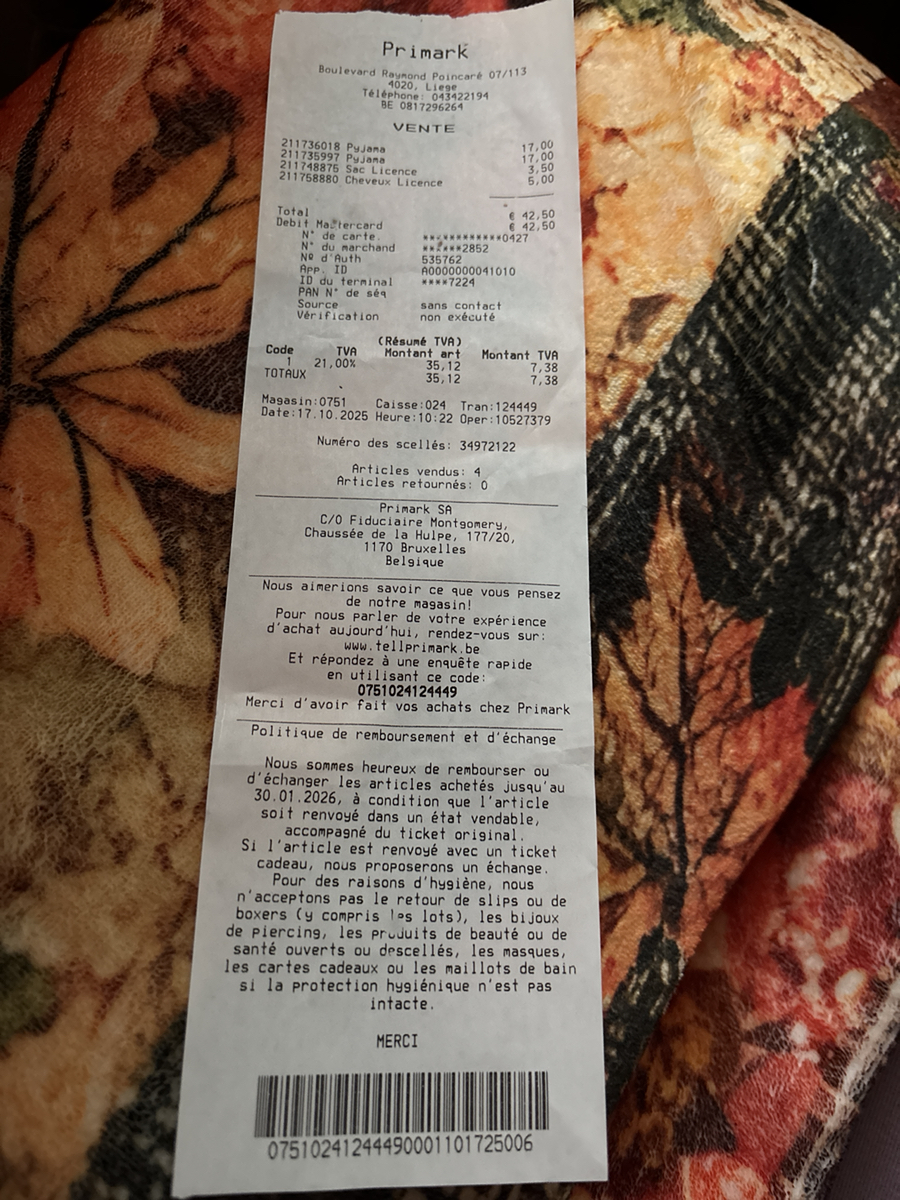 Primark
Boulevard Raymond Poincaré 07/113
4020, Liege
Téléphone: 043422194
BE 0817296264
VENTE
211736018 Pyjama 17,00
211735997 Pyjama 17,00
211748875 Sac Licence 3,50
211758880 Cheveux Licence 5,00
Total € 42,50
Debit Mastercard € 42,50
N° de carte. ************0427
N° du marchand ******2852
Nº d'Auth 535762
App. ID A0000000041010
ID du terminal ****7224
PAN N° de séq
Source sans contact
Vérification non exécuté
(Résumé TVA)
Code TVA Montant art Montant TVA
1 21,00% 35,12 7,38
TOTAUX 35,12 7,38
Magasin:0751 Caisse:024 Tran:124449
Date:17.10.2025 Heure:10:22 Oper:10527379
Numéro des scellés: 34972122
Articles vendus: 4
Articles retournés: 0
Primark SA
C/O Fiduciaire Montgomery,
Chaussée de la Hulpe, 177/20,
1170 Bruxelles
Belgique
Nous aimerions savoir ce que vous pensez
de notre magasin!
Pour nous parler de votre expérience
d'achat aujourd'hui, rendez-vous sur:
www.tellprimark.be
Et répondez à une enquête rapide
en utilisant ce code:
0751024124449
Merci d'avoir fait vos achats chez Primark
Politique de remboursement et d'échange
Nous sommes heureux de rembourser ou
d'échanger les articles achetés jusqu'au
30.01.2026, à condition que l'article
soit renvoyé dans un état vendable,
accompagné du ticket original.
Si l'article est renvoyé avec un ticket
cadeau, nous proposerons un échange.
Pour des raisons d'hygiène, nous
n'acceptons pas le retour de slips ou de
boxers (y compris les lots), les bijoux
de piercing, les produits de beauté ou de
santé ouverts ou descellés, les masques,
les cartes cadeaux ou les maillots de bain
si la protection hygiénique n'est pas
intacte.
MERCI
07510241244490001101725006